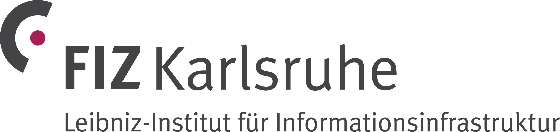 FIZ Karlsruhe
Leibniz-Institut für Informationsinfrastruktur